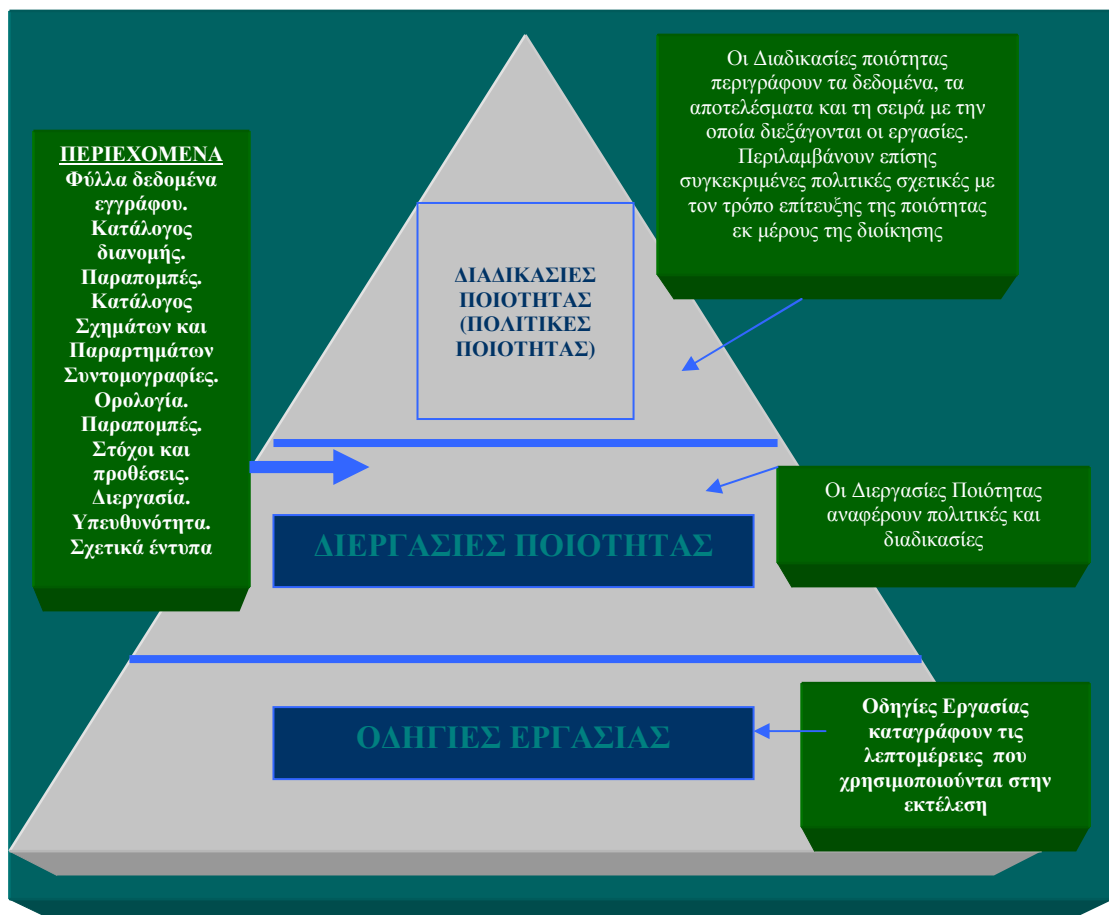 ΠΕΡΙΕΧΟΜΕΝΑ
Φύλλα δεδομένα
εγγράφου.
Κατάλογος
διανομής.
Παραπομπές.
Κατάλογος
Σχημάτων και
Παραρτημάτων
Συντομογραφίες.
Ορολογία.
Παραπομπές.
Στόχοι και
προθέσεις.
Διεργασία.
Υπευθυνότητα.
Σχετικά έντυπα
Οι Διαδικασίες ποιότητας
περιγράφουν τα δεδομένα, τα
αποτελέσματα και τη σειρά με την
οποία διεξάγονται οι εργασίες.
Περιλαμβάνουν επίσης
συγκεκριμένες πολιτικές σχετικές με
τον τρόπο επίτευξης της ποιότητας
εκ μέρους της διοίκησης
ΔΙΑΔΙΚΑΣΙΕΣ
ΠΟΙΟΤΗΤΑΣ
(ΠΟΛΙΤΙΚΕΣ
ΠΟΙΟΤΗΤΑΣ)
Οι Διεργασίες Ποιότητας
αναφέρουν πολιτικές και
διαδικασίες
ΔΙΕΡΓΑΣΙΕΣ ΠΟΙΟΤΗΤΑΣ
ΟΔΗΓΙΕΣ ΕΡΓΑΣΙΑΣ
Οδηγίες Εργασίας
καταγράφουν τις
λεπτομέρειες που
χρησιμοποιούνται στην
εκτέλεση